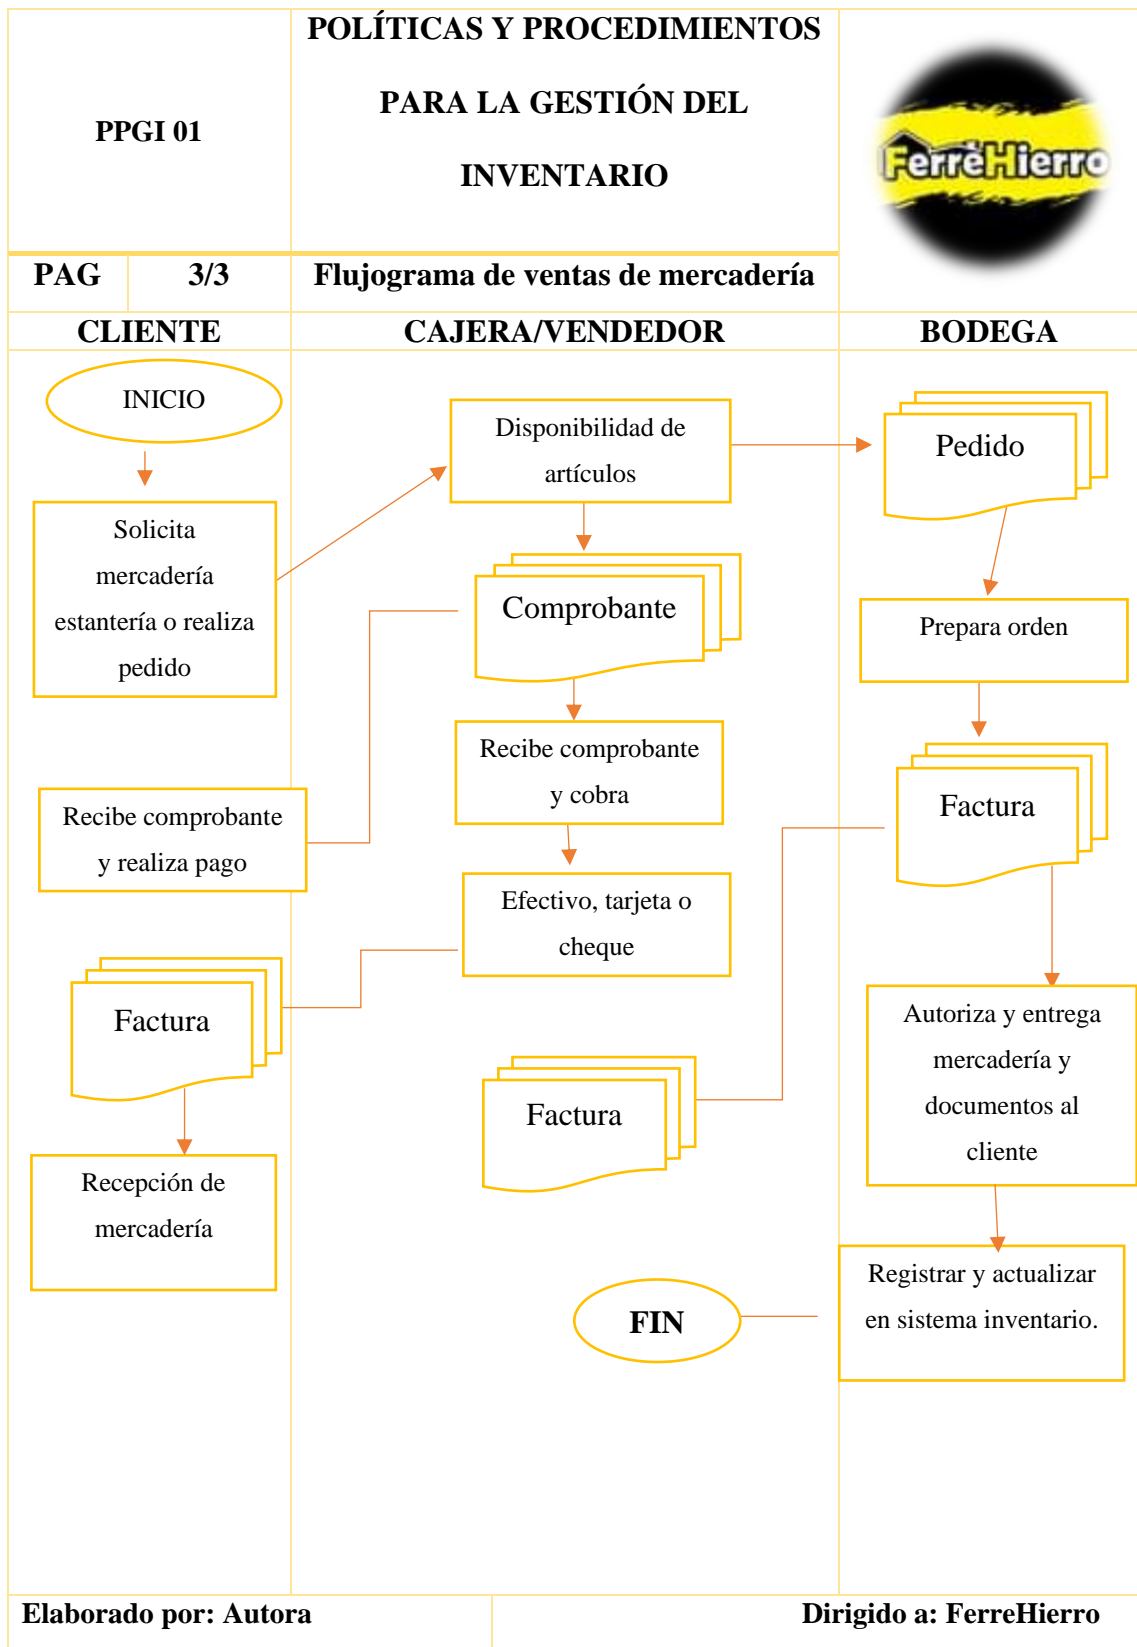 PPGI 01
POLÍTICAS Y PROCEDIMIENTOS
PARA LA GESTIÓN DEL
INVENTARIO
FerreHierro
PAG 3/3 Flujograma de ventas de mercadería
CLIENTE CAJERA/VENDEDOR BODEGA
INICIO
Solicita
mercadería
estantería o realiza
pedido
Recibe comprobante
y realiza pago
Factura
Recepción de
mercadería
Disponibilidad de
artículos
Comprobante
Recibe comprobante
y cobra
Efectivo, tarjeta o
cheque
Factura
FIN
Pedido
Prepara orden
Factura
Autoriza y entrega
mercadería y
documentos al
cliente
Registrar y actualizar
en sistema inventario.
Elaborado por: Autora
Dirigido a: FerreHierro